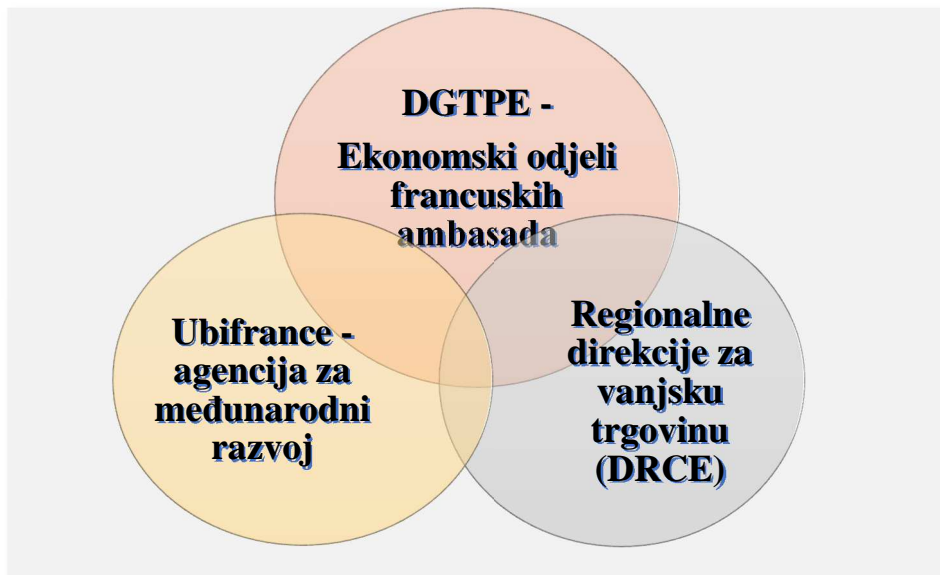 DGTPE -
Ekonomski odjeli
francuskih
ambasada
Ubifrance -
agencija za
međunarodni
razvoj
Regionalne
direkcije za
vanjsku
trgovinu
(DRCE)